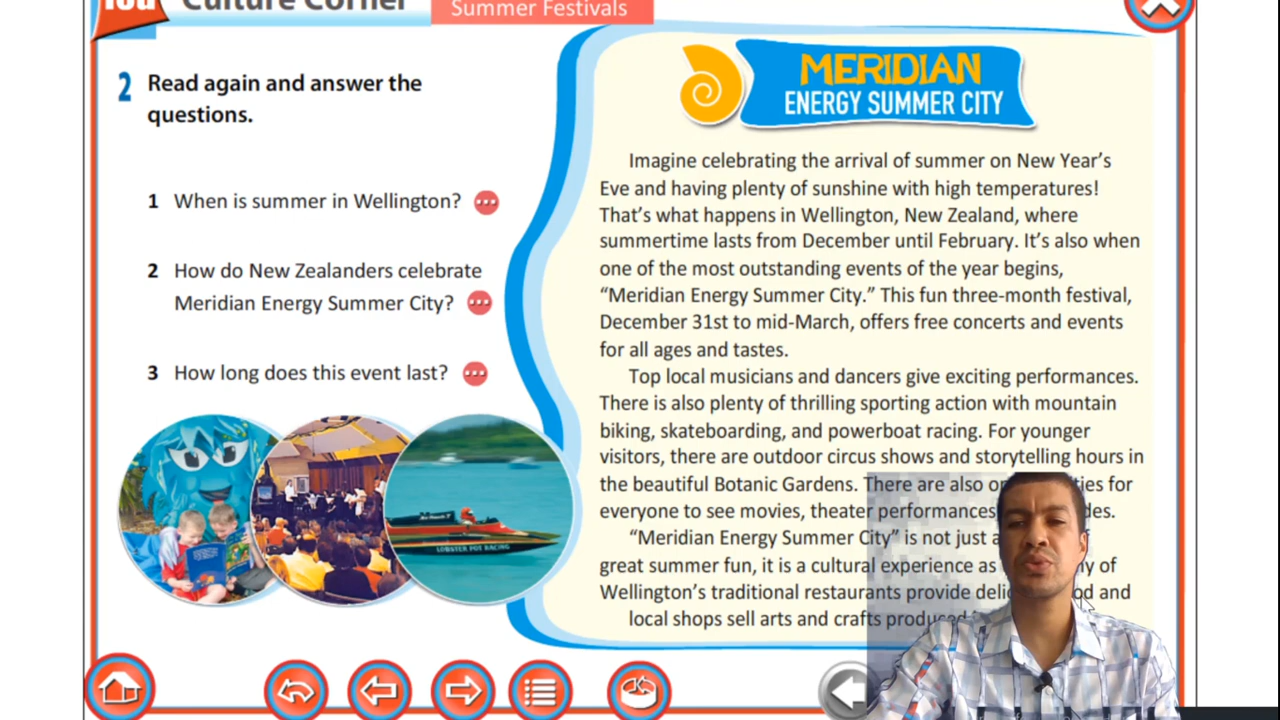 Culture Corner
Summer Festivals
2 Read again and answer the
questions.
1 When is summer in Wellington?
2 How do New Zealanders celebrate
Meridian Energy Summer City?
3 How long does this event last?
LOBSTER POT RACING
MERIDIAN
ENERGY SUMMER CITY
Imagine celebrating the arrival of summer on New Year's
Eve and having plenty of sunshine with high temperatures!
That's what happens in Wellington, New Zealand, where
summertime lasts from December until February. It's also when
one of the most outstanding events of the year begins,
“Meridian Energy Summer City.” This fun three-month festival,
December 31st to mid-March, offers free concerts and events
for all ages and tastes.
Top local musicians and dancers give exciting performances.
There is also plenty of thrilling sporting action with mountain
biking, skateboarding, and powerboat racing. For younger
visitors, there are outdoor circus shows and storytelling hours in
the beautiful Botanic Gardens. There are also for
everyone to see movies, theater performances
“Meridian Energy Summer City” is not just a
great summer fun, it is a cultural experience as of
Wellington's traditional restaurants provide and
local shops sell arts and crafts